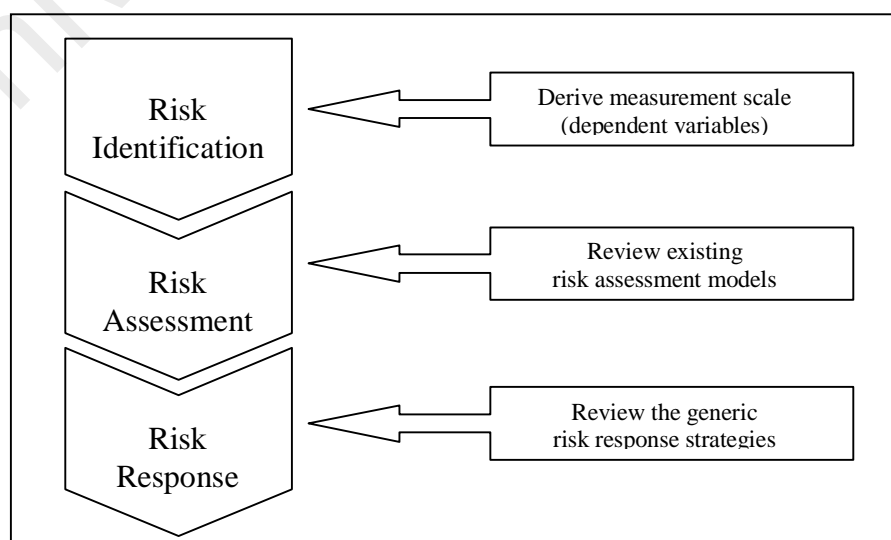 Risk
Identification
Derive measurement scale
(dependent variables)
Risk
Assessment
Review existing
risk assessment models
Risk
Response
Review the generic
risk response strategies